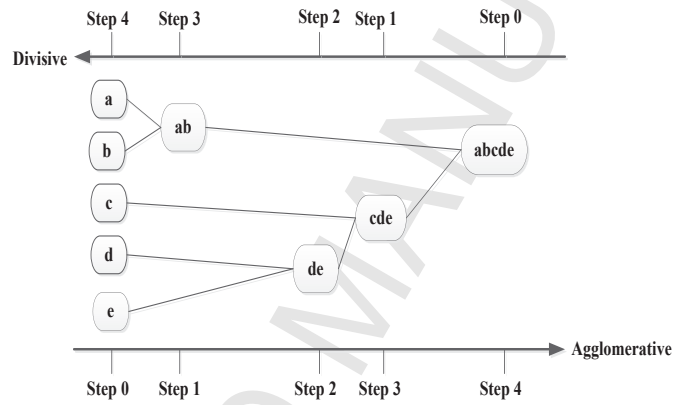 Step 4 Step 3 Step 2 Step 1 Step 0
Divisive
a
b
ab
abcde
c
cde
d
de
e
Agglomerative
Step 0 Step 1 Step 2 Step 3 Step 4